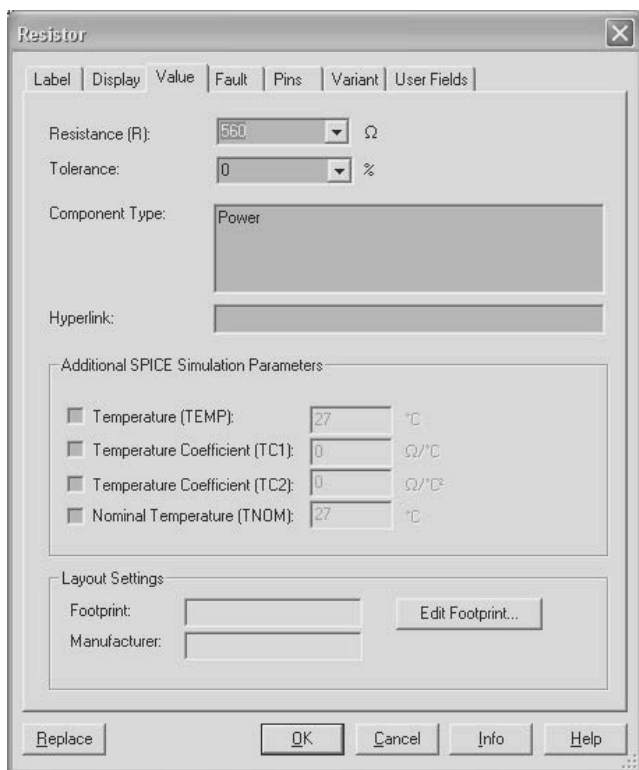 Resistor
Label Display Value Fault Pins Variant User Fields
Resistance (R): 560 Ω
Tolerance: 0 %
Component Type: Power
Hyperlink:
Additional SPICE Simulation Parameters
Temperature (TEMP): 27 °C
Temperature Coefficient (TC1): 0 Ω/°C
Temperature Coefficient (TC2): 0 Ω/°C²
Nominal Temperature (TNOM): 27 °C
Layout Settings
Footprint: Edit Footprint...
Manufacturer:
Replace OK Cancel Info Help